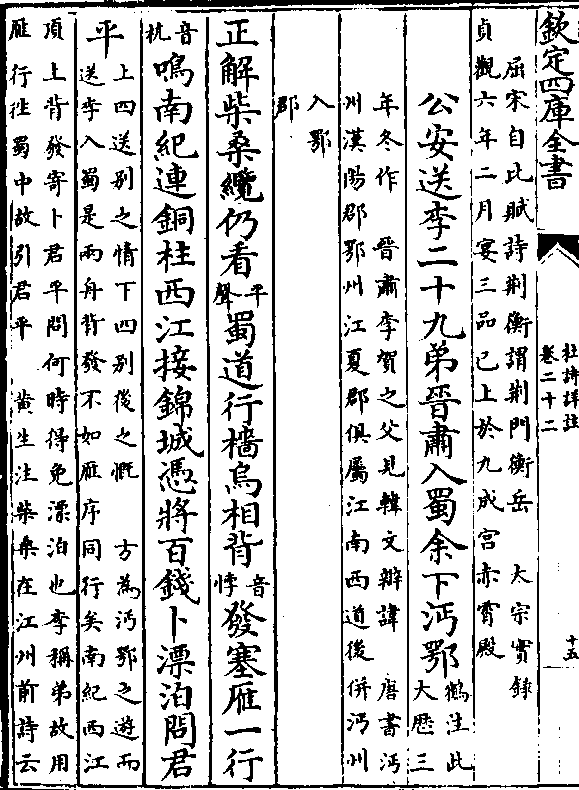 欽定四庫全書
杜詩詳註
卷二十二
十五
屈宋自此賦詩荆衡謂荆門衡岳 太宗實録
貞觀六年二月宴三品已上於九成宮赤霄殿
公安送李二十九弟晉肅入蜀余下沔鄂
鶴注此
大歷三
年冬作 晉肅李賀之父見韓文辯諱 唐書沔
州漢陽郡鄂州江夏郡俱屬江南西道後併沔州
入鄂
郡
正解柴桑纜仍看
平
聲
蜀道行檣烏相背
音
悖
發塞雁一行
音
杭
鳴南紀連銅柱西江接錦城憑將百錢卜漂泊問君
平
上四送别之情下四别後之慨 方為沔鄂之遊而
送李入蜀是兩舟背發不如雁序同行矣南紀西江
頂上背發寄卜君平問何時得免漂泊也李稱弟故用
雁行往蜀中故引君平 黄生注柴桑在江州前詩云